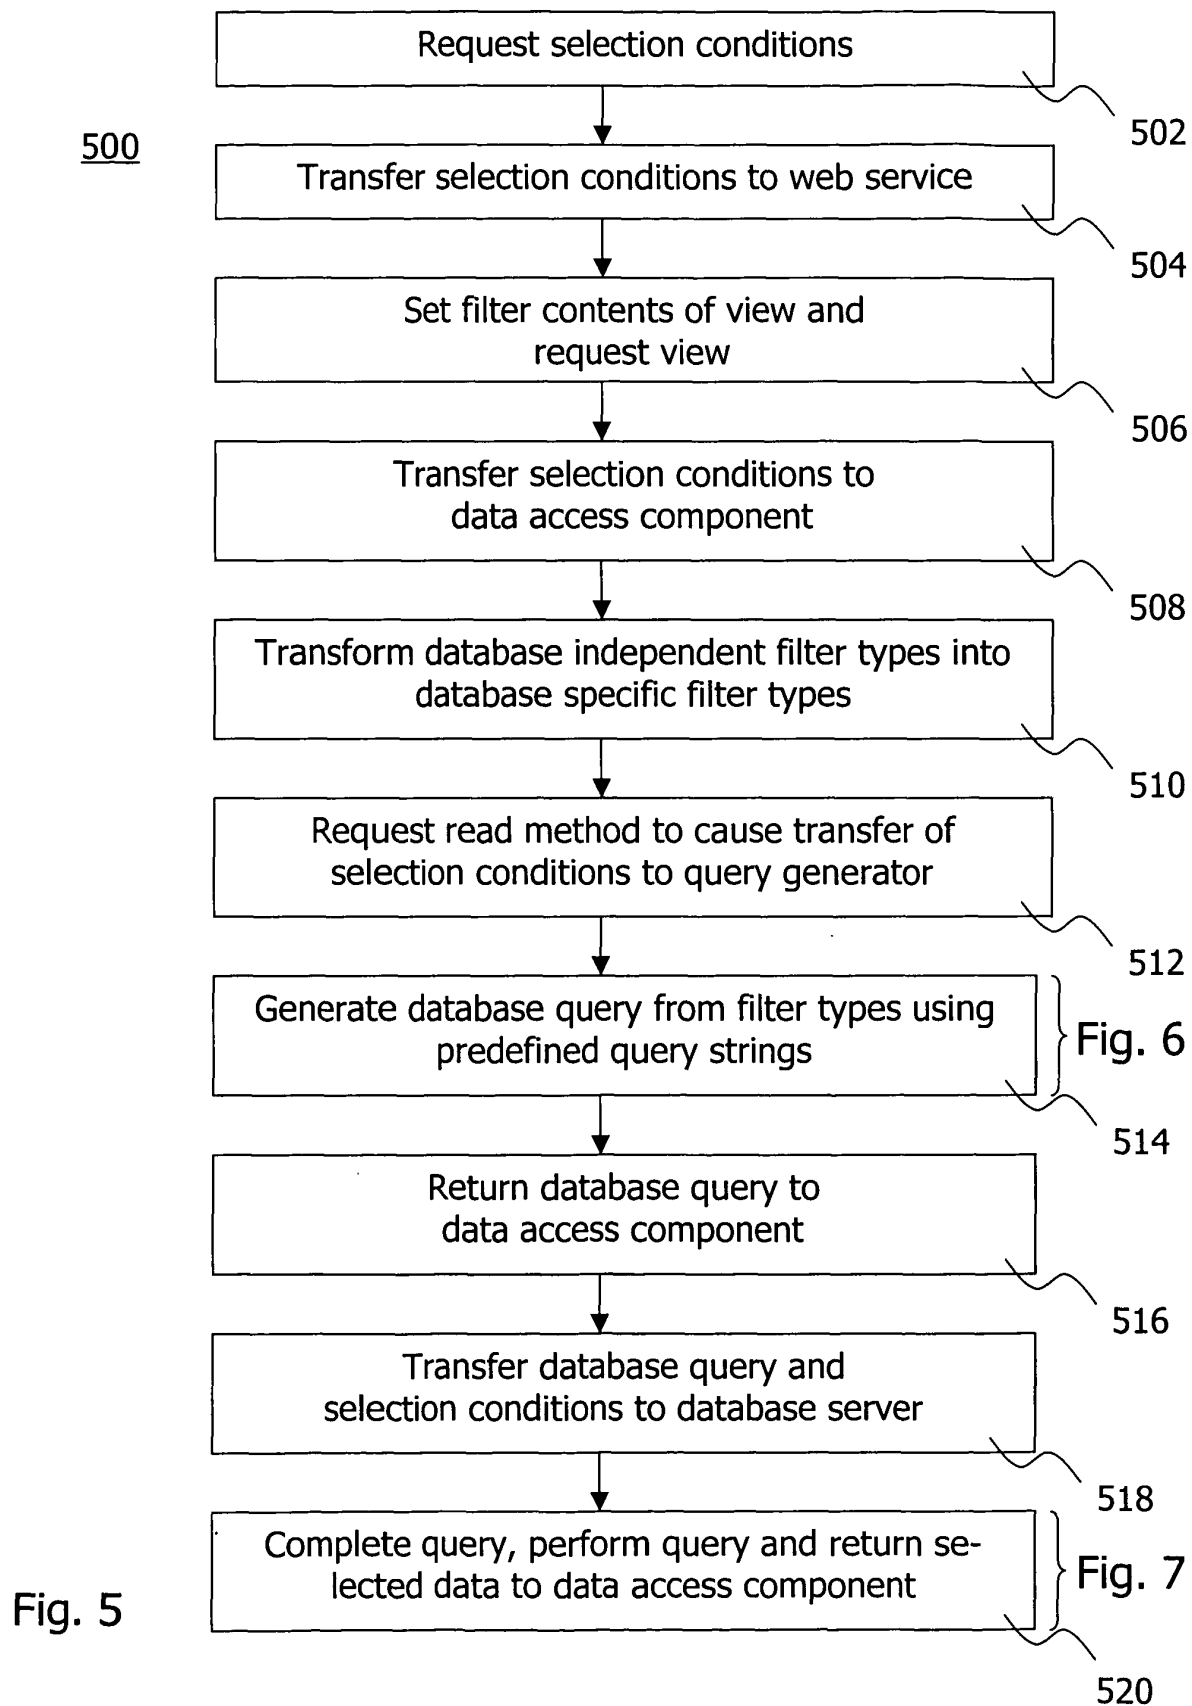 Request selection conditions
502
500
Transfer selection conditions to web service
504
Set filter contents of view and
request view
506
Transfer selection conditions to
data access component
508
Transform database independent filter types into
database specific filter types
510
Request read method to cause transfer of
selection conditions to query generator
512
Generate database query from filter types using
predefined query strings
Fig. 6
514
Return database query to
data access component
516
Transfer database query and
selection conditions to database server
518
Complete query, perform query and return se-
lected data to data access component
Fig. 7
Fig. 5
520